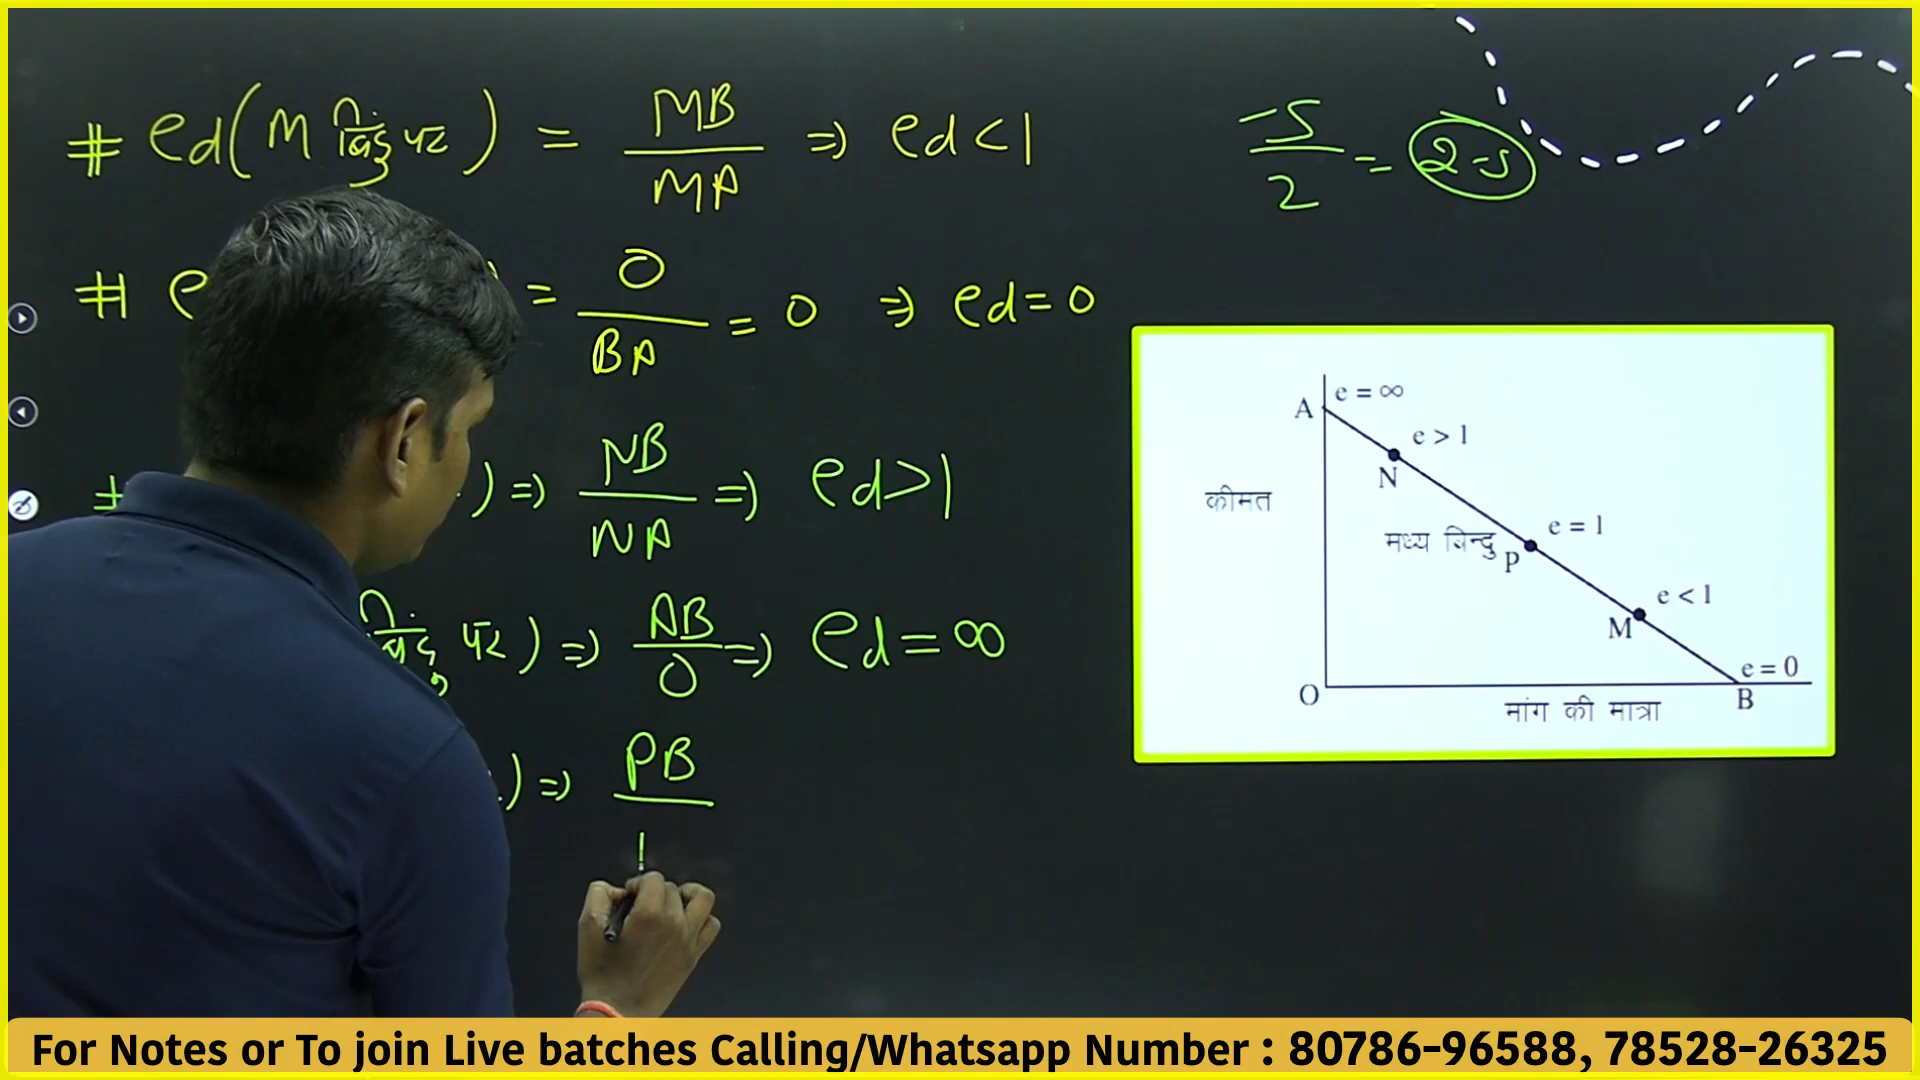 # ed(M बिंदु पर) = MB/MA ⇒ ed<1
-5/2 = 2.5
# e ) = 0/BA = 0 ⇒ ed=0
) ⇒ NB/NA ⇒ ed>1
बिंदु पर) ⇒ AB/0 ⇒ ed=∞
) ⇒ PB
A e = ∞
e > 1
N
कीमत
e = 1
मध्य बिन्दु P
e < 1
M
e = 0
O B
मांग की मात्रा
For Notes or To join Live batches Calling/Whatsapp Number : 80786-96588, 78528-26325